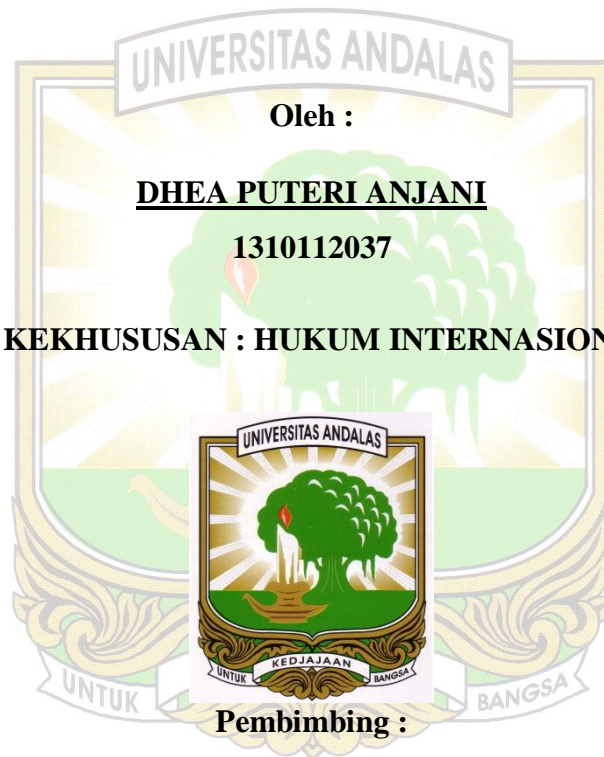 UNIVERSITAS ANDALAS
Oleh :
DHEA PUTERI ANJANI
1310112037
KEKHUSUSAN : HUKUM INTERNASION
UNIVERSITAS ANDALAS
UNTUK KEDJAJAAN BANGSA
UNTUK BANGSA
Pembimbing :